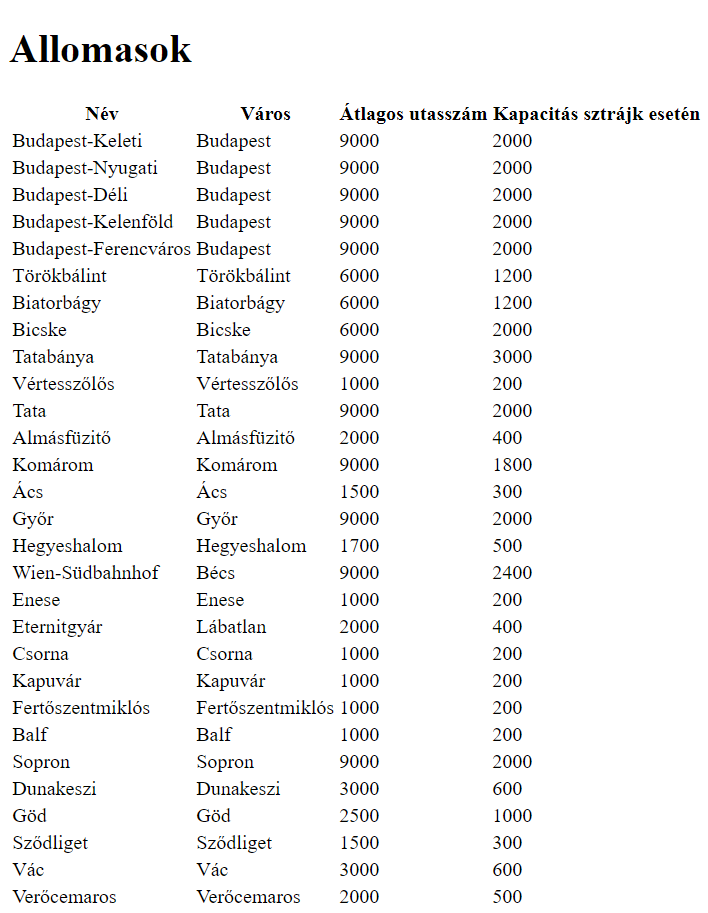 Allomasok
Név Város Átlagos utasszám Kapacitás sztrájk esetén
Budapest-Keleti Budapest 9000 2000
Budapest-Nyugati Budapest 9000 2000
Budapest-Déli Budapest 9000 2000
Budapest-Kelenföld Budapest 9000 2000
Budapest-Ferencváros Budapest 9000 2000
Törökbálint Törökbálint 6000 1200
Biatorbágy Biatorbágy 6000 1200
Bicske Bicske 6000 2000
Tatabánya Tatabánya 9000 3000
Vértesszőlős Vértesszőlős 1000 200
Tata Tata 9000 2000
Almásfüzitő Almásfüzitő 2000 400
Komárom Komárom 9000 1800
Ács Ács 1500 300
Győr Győr 9000 2000
Hegyeshalom Hegyeshalom 1700 500
Wien-Südbahnhof Bécs 9000 2400
Enese Enese 1000 200
Eternitgyár Lábatlan 2000 400
Csorna Csorna 1000 200
Kapuvár Kapuvár 1000 200
Fertőszentmiklós Fertőszentmiklós 1000 200
Balf Balf 1000 200
Sopron Sopron 9000 2000
Dunakeszi Dunakeszi 3000 600
Göd Göd 2500 1000
Sződliget Sződliget 1500 300
Vác Vác 3000 600
Verőcemaros Verőcemaros 2000 500